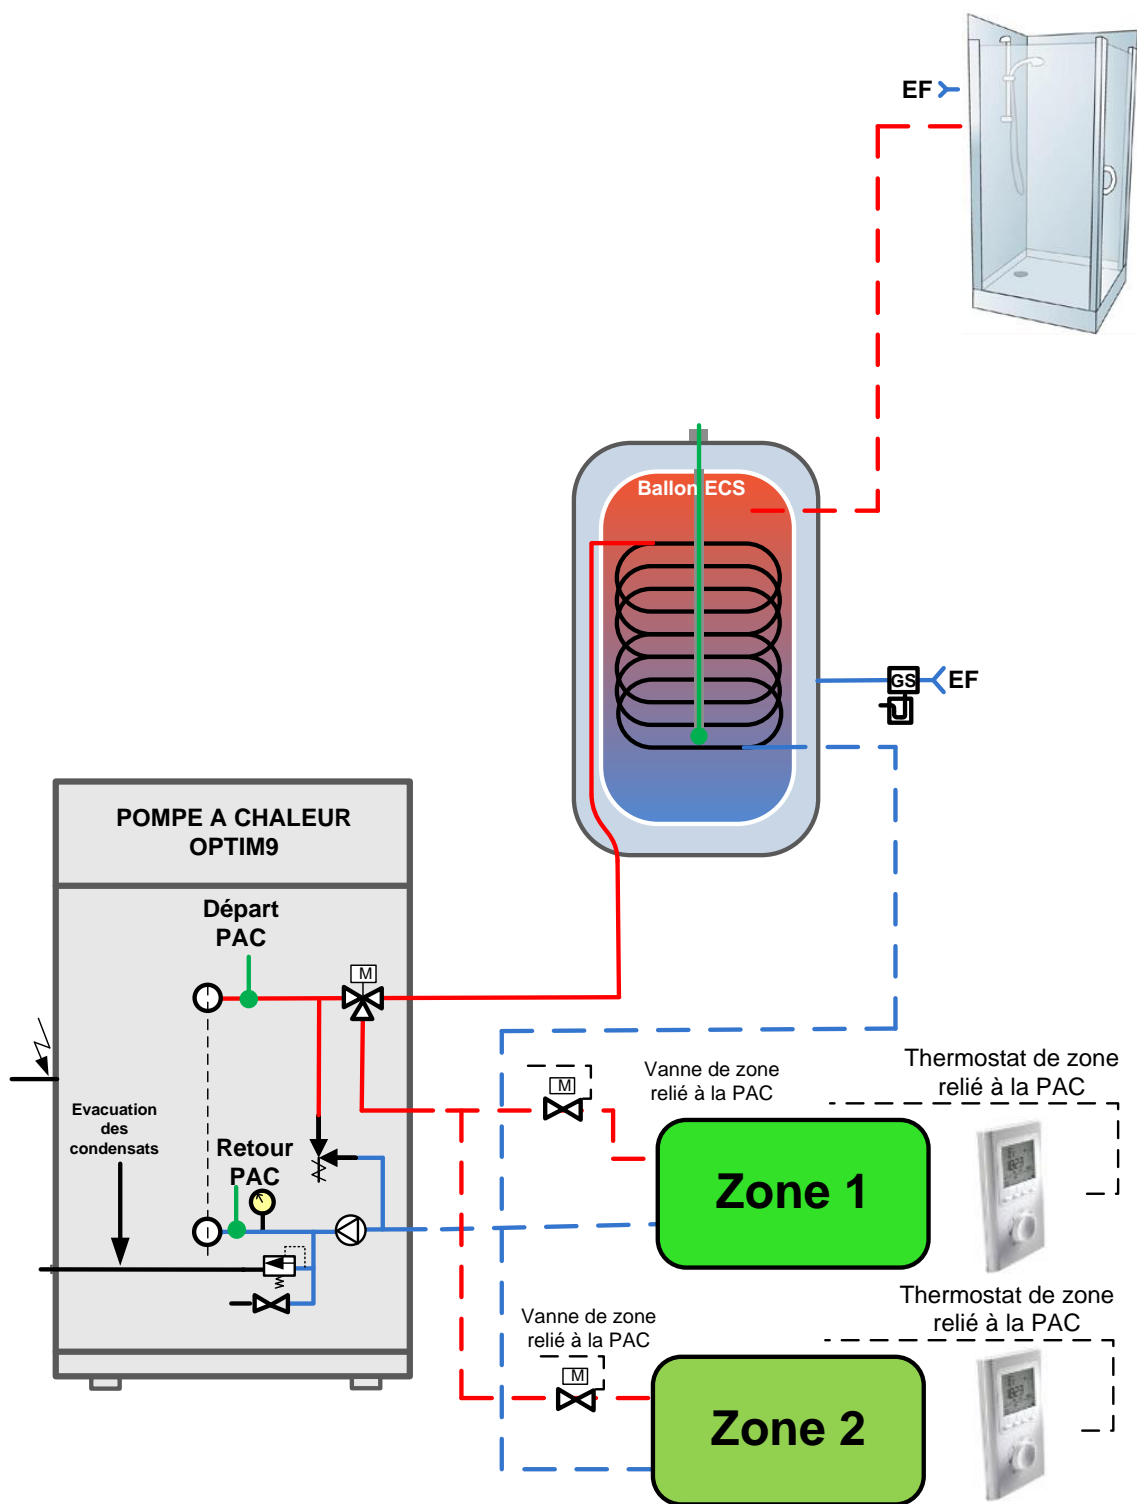 EF
Ballon ECS
GS
EF
POMPE A CHALEUR
OPTIM9
Départ
PAC
M
Evacuation
des
condensats
Retour
PAC
M
Vanne de zone
relié à la PAC
Thermostat de zone
relié à la PAC
Zone 1
Vanne de zone
relié à la PAC
M
Thermostat de zone
relié à la PAC
Zone 2